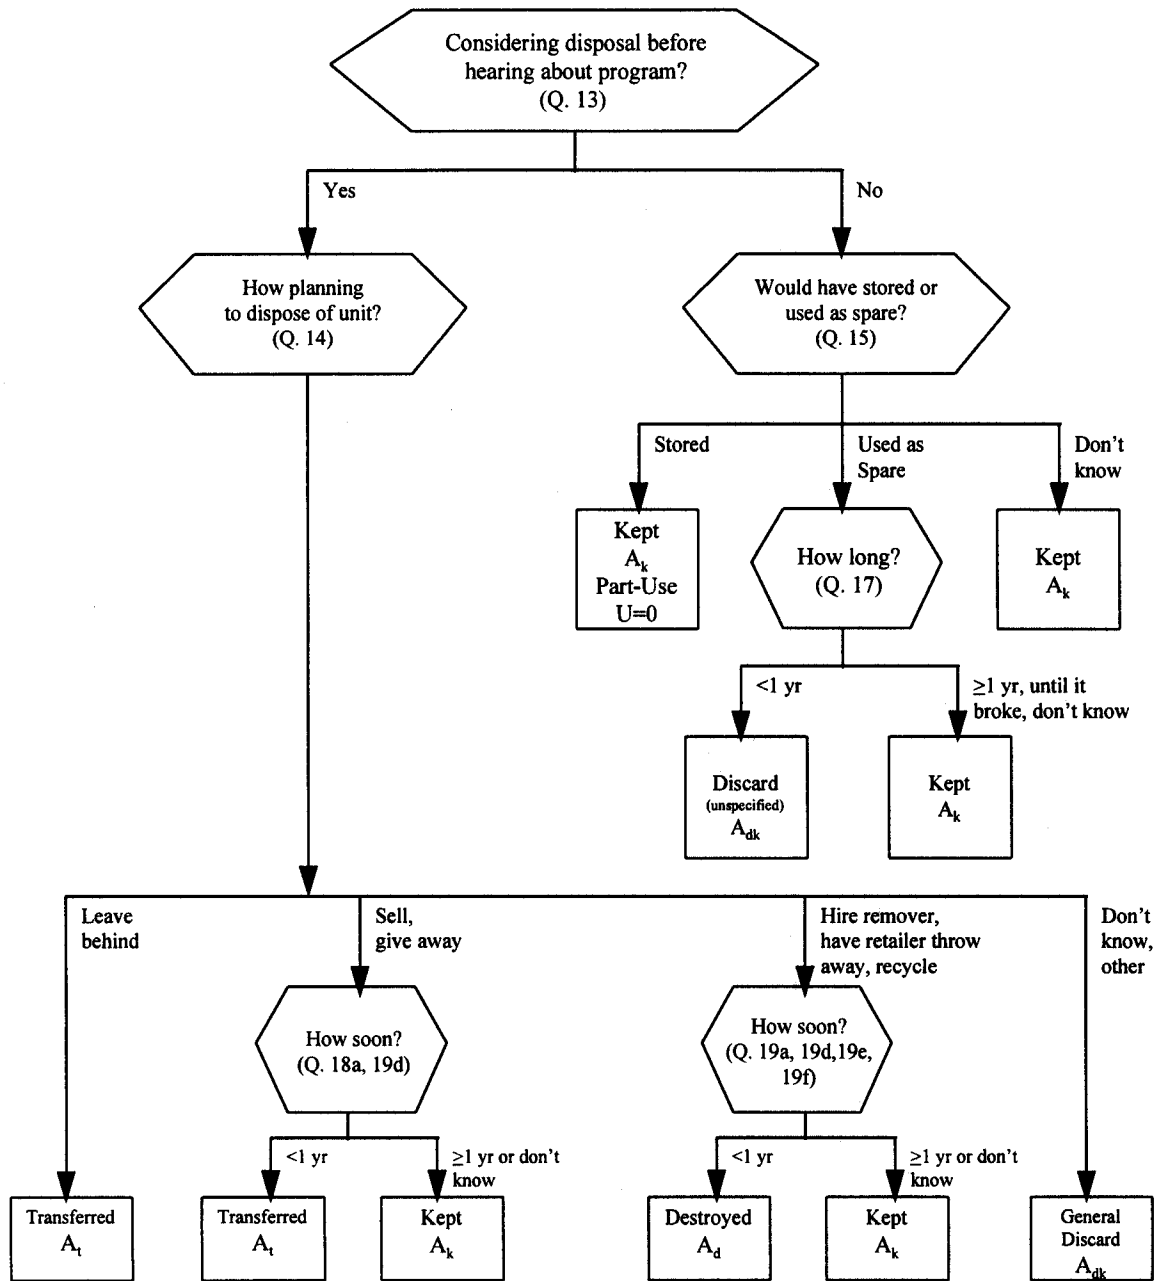 Considering disposal before
hearing about program?
(Q. 13)
Yes
No
How planning
to dispose of unit?
(Q. 14)
Would have stored or
used as spare?
(Q. 15)
Stored
Used as
Spare
Don't
know
Kept
Aₖ
Part-Use
U=0
How long?
(Q. 17)
Kept
Aₖ
<1 yr
≥1 yr, until it
broke, don't know
Discard
(unspecified)
A_dk
Kept
Aₖ
Leave
behind
Sell,
give away
Hire remover,
have retailer throw
away, recycle
Don't
know,
other
How soon?
(Q. 18a, 19d)
How soon?
(Q. 19a, 19d,19e,
19f)
<1 yr
≥1 yr or don't
know
<1 yr
≥1 yr or don't
know
Transferred
Aₜ
Transferred
Aₜ
Kept
Aₖ
Destroyed
A_d
Kept
Aₖ
General
Discard
A_dk